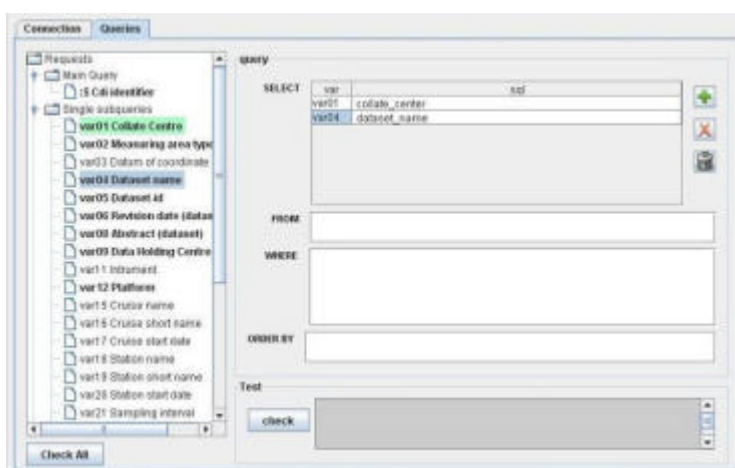 Connection Queries
Requests
Main Query
:$ Cdi identifier
Single subqueries
var01 Collate Centre
var02 Measuring area type
var03 Datum of coordinate
var04 Dataset name
var05 Dataset id
var06 Revision date (datas
var08 Abstract (dataset)
var09 Data Holding Centre
var11 Intrument
var12 Platform
var15 Cruise name
var16 Cruise short name
var17 Cruise start date
var18 Station name
var19 Station short name
var20 Station start date
var21 Sampling interval
Check All
query
SELECT
var sql
var01 collate_center
var04 dataset_name
FROM
WHERE
ORDER BY
Test
check